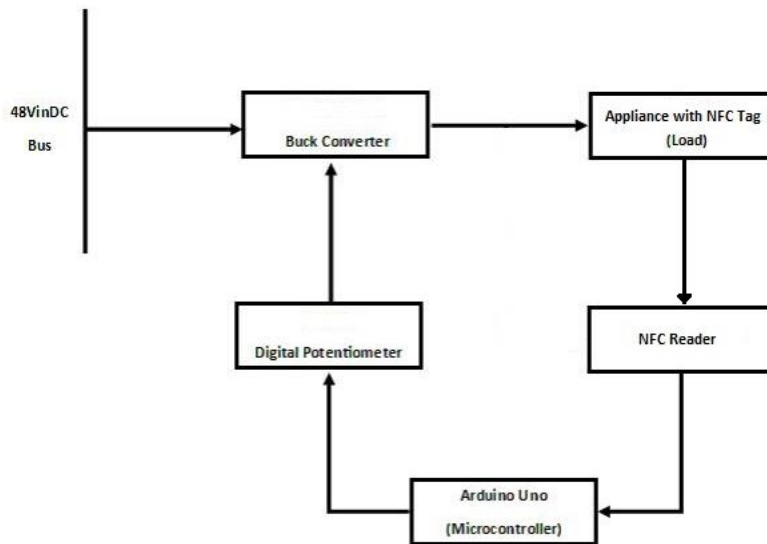 48VinDC
Bus
Buck Converter
Appliance with NFC Tag
(Load)
Digital Potentiometer
NFC Reader
Arduino Uno
(Microcontroller)